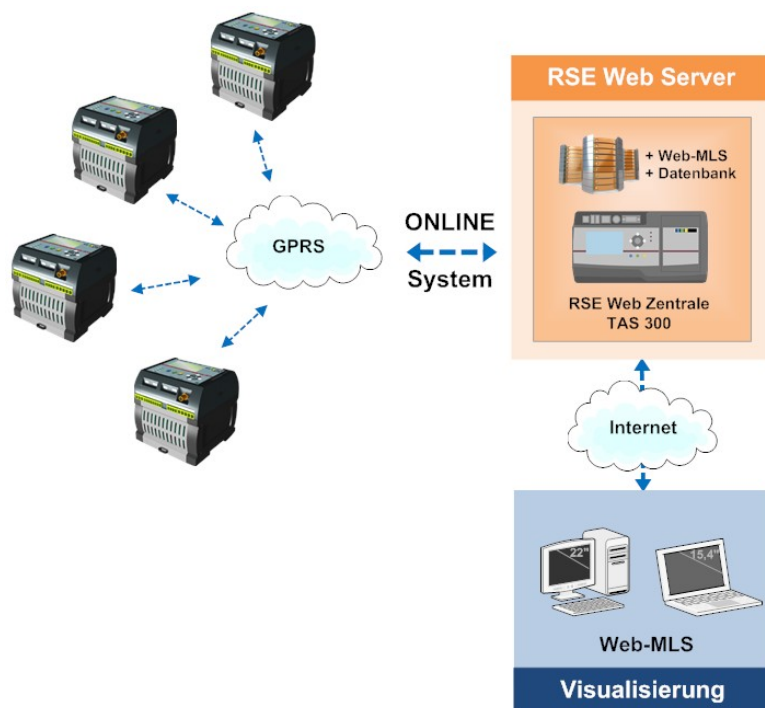 RSE Web Server
+ Web-MLS
+ Datenbank
GPRS
ONLINE
System
RSE Web Zentrale
TAS 300
Internet
22"
15,4"
Web-MLS
Visualisierung